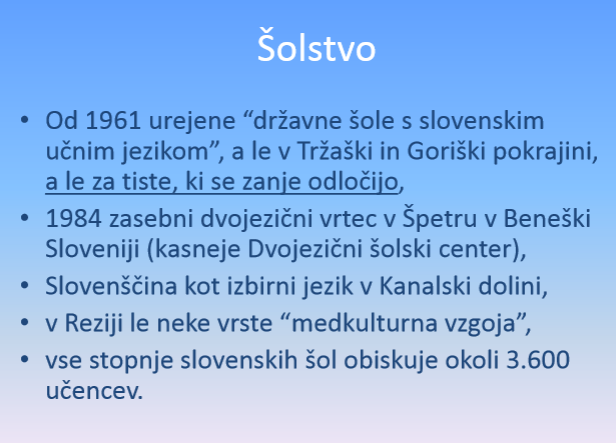 Šolstvo
• Od 1961 urejene “državne šole s slovenskim
učnim jezikom”, a le v Tržaški in Goriški pokrajini,
a le za tiste, ki se zanje odločijo,
• 1984 zasebni dvojezični vrtec v Špetru v Beneški
Sloveniji (kasneje Dvojezični šolski center),
• Slovenščina kot izbirni jezik v Kanalski dolini,
• v Reziji le neke vrste “medkulturna vzgoja”,
• vse stopnje slovenskih šol obiskuje okoli 3.600
učencev.